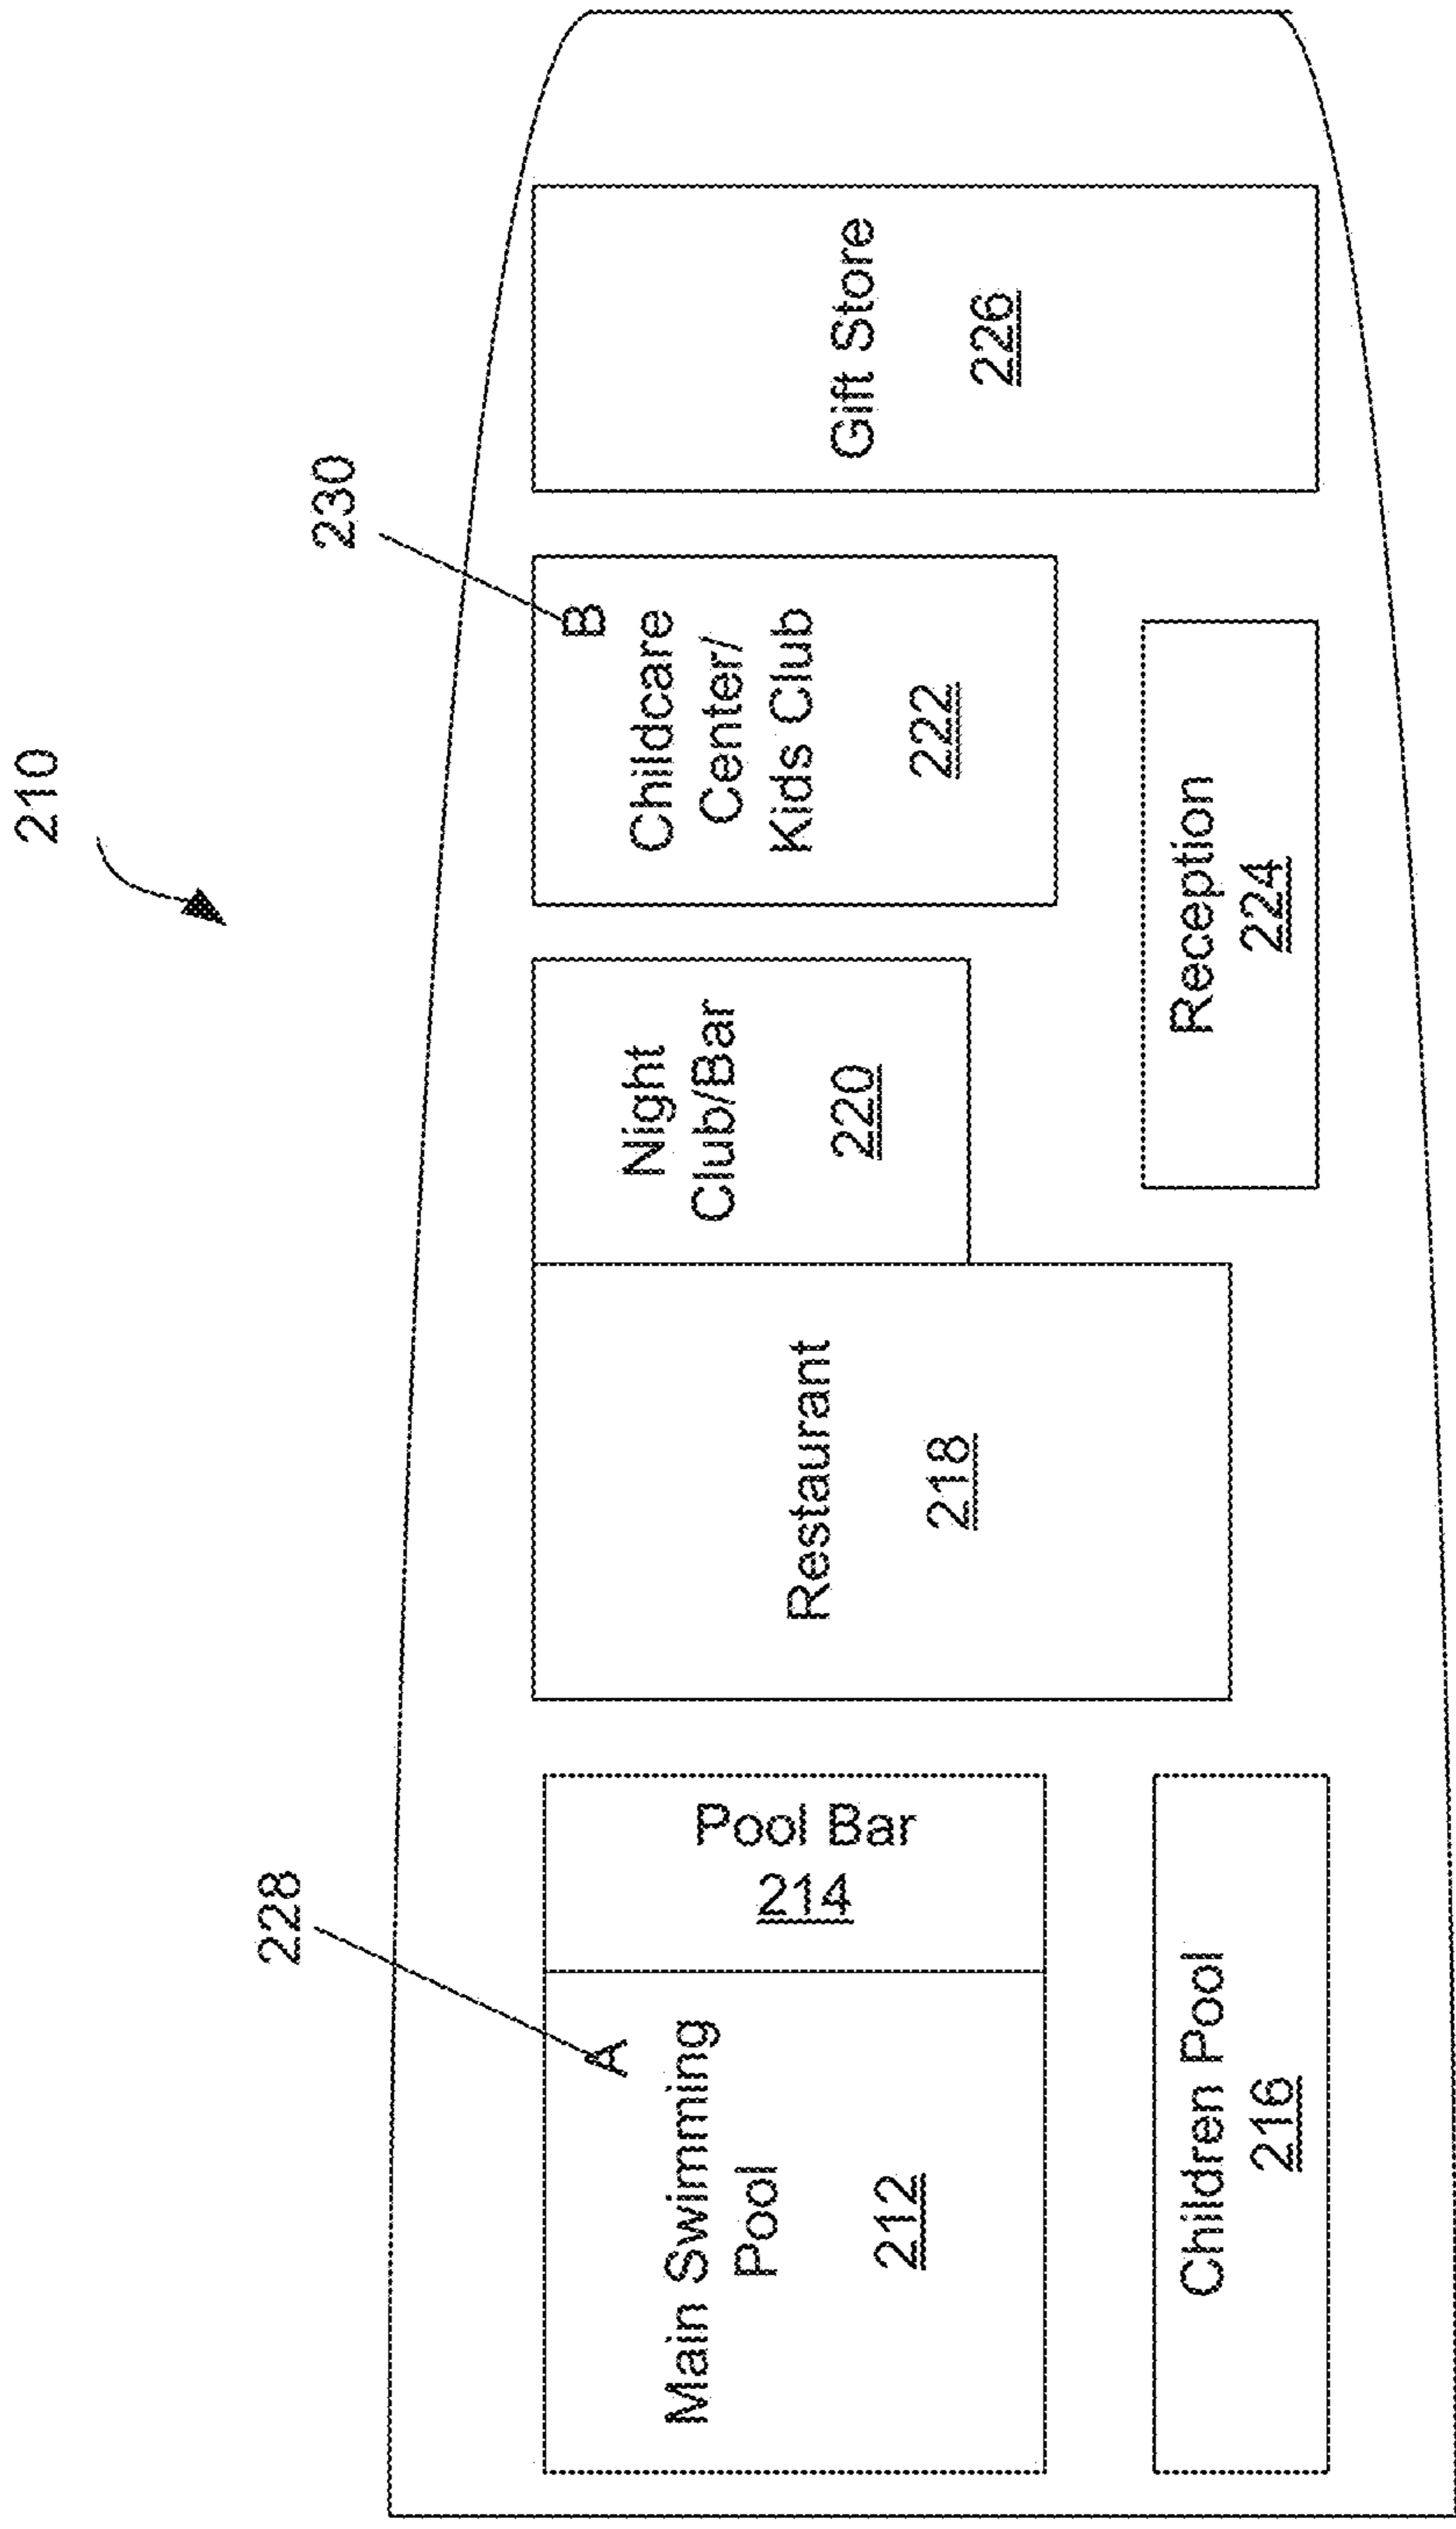 210
228
230
A
Main Swimming
Pool
212
Pool Bar
214
Children Pool
216
Restaurant
218
Night
Club/Bar
220
B
Childcare
Center/
Kids Club
222
Reception
224
Gift Store
226